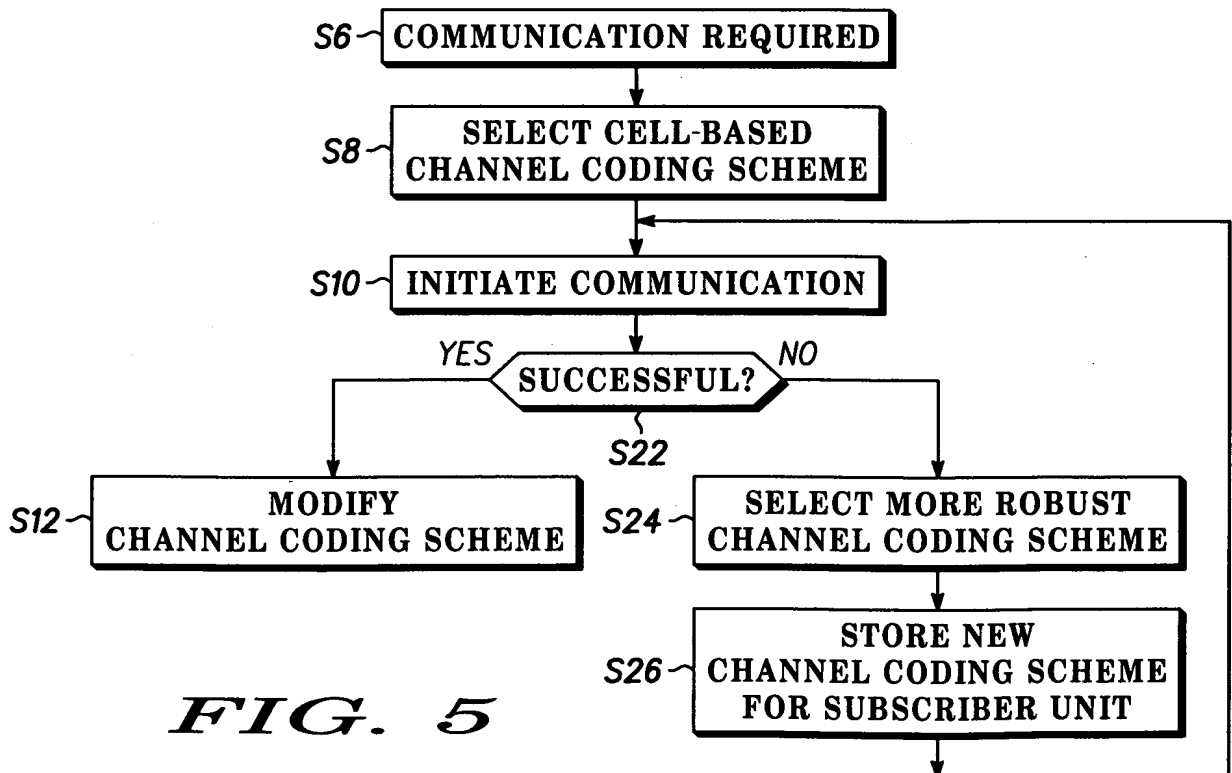 S6 COMMUNICATION REQUIRED
S8 SELECT CELL-BASED
CHANNEL CODING SCHEME
S10 INITIATE COMMUNICATION
YES NO
SUCCESSFUL?
S22
S12 MODIFY
CHANNEL CODING SCHEME
S24 SELECT MORE ROBUST
CHANNEL CODING SCHEME
S26 STORE NEW
CHANNEL CODING SCHEME
FOR SUBSCRIBER UNIT
FIG. 5